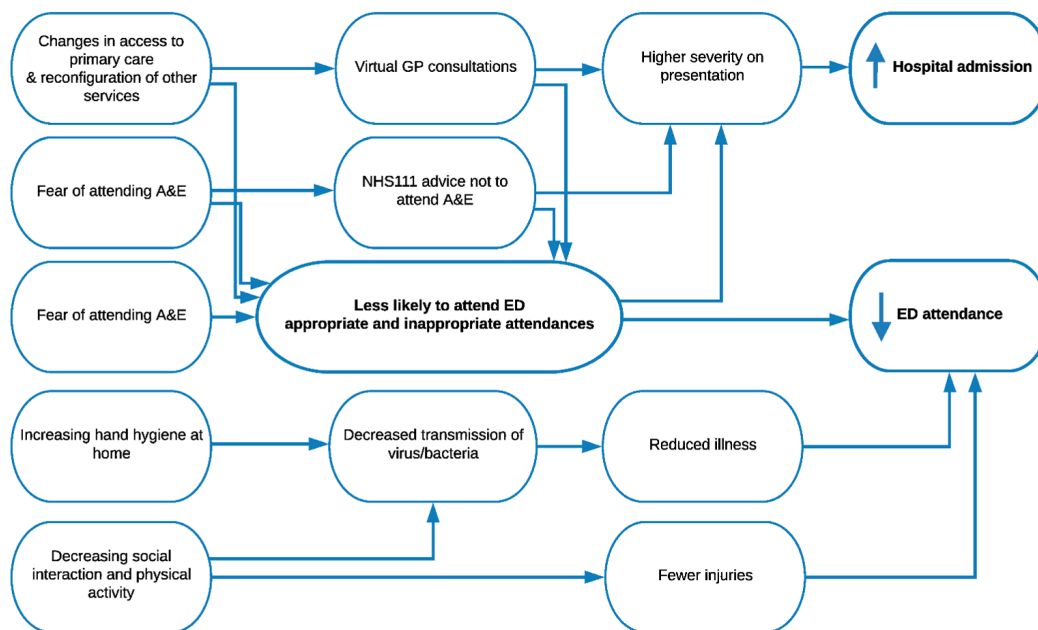 Changes in access to
primary care
& reconfiguration of other
services
Virtual GP consultations
Higher severity on
presentation
Hospital admission
Fear of attending A&E
NHS111 advice not to
attend A&E
Fear of attending A&E
Less likely to attend ED
appropriate and inappropriate attendances
ED attendance
Increasing hand hygiene at
home
Decreased transmission of
virus/bacteria
Reduced illness
Decreasing social
interaction and physical
activity
Fewer injuries